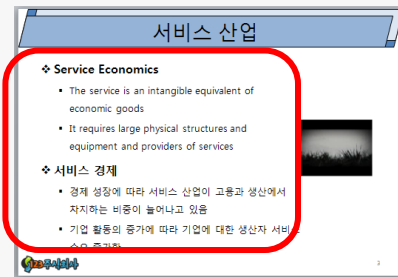 서비스 산업
❖ Service Economics
▪ The service is an intangible equivalent of
economic goods
▪ It requires large physical structures and
equipment and providers of services
❖ 서비스 경제
▪ 경제 성장에 따라 서비스 산업이 고용과 생산에서
차지하는 비중이 늘어나고 있음
▪ 기업 활동의 증가에 따라 기업에 대한 생산자 서비스
3